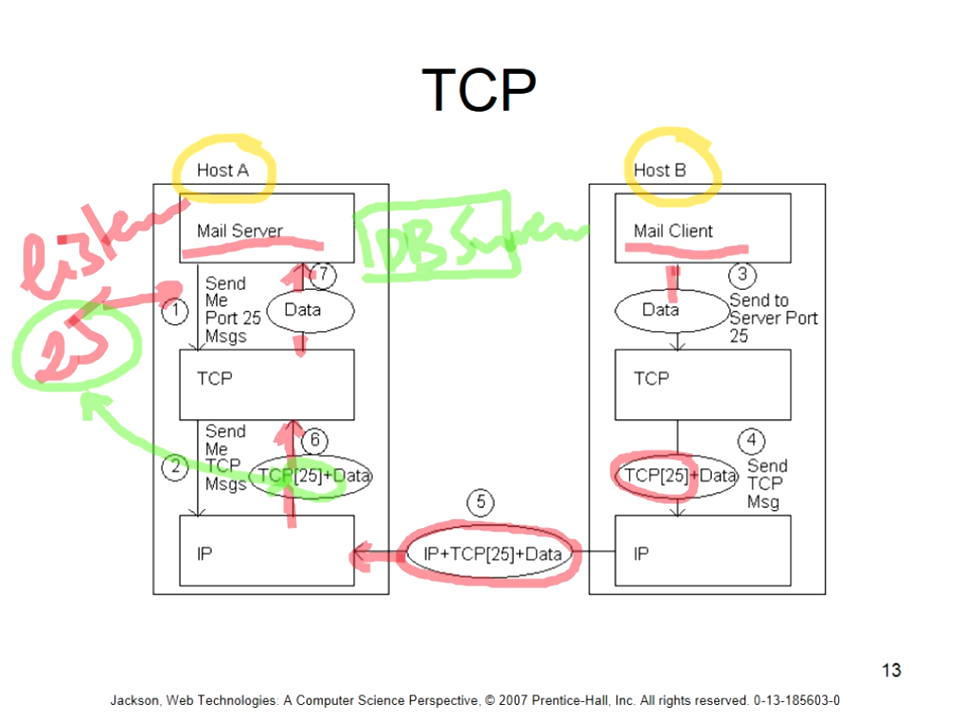 TCP
Host A
Host B
Mail Server
Mail Client
listen
25
1
Send
Me
Port 25
Msgs
7
Data
3
Data
Send to
Server Port
25
TCP
TCP
2
Send
Me
TCP
Msgs
6
TCP[25]+Data
4
TCP[25]+Data
Send
TCP
Msg
5
IP
IP+TCP[25]+Data
IP
13
Jackson, Web Technologies: A Computer Science Perspective, © 2007 Prentice-Hall, Inc. All rights reserved. 0-13-185603-0
DB